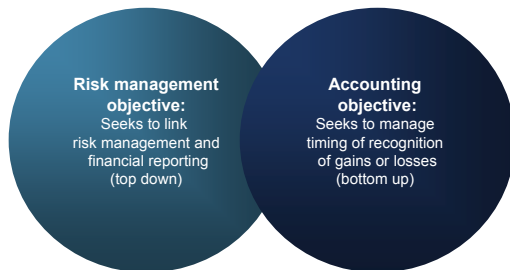 Risk management
objective:
Seeks to link
risk management and
financial reporting
(top down)
Accounting
objective:
Seeks to manage
timing of recognition
of gains or losses
(bottom up)